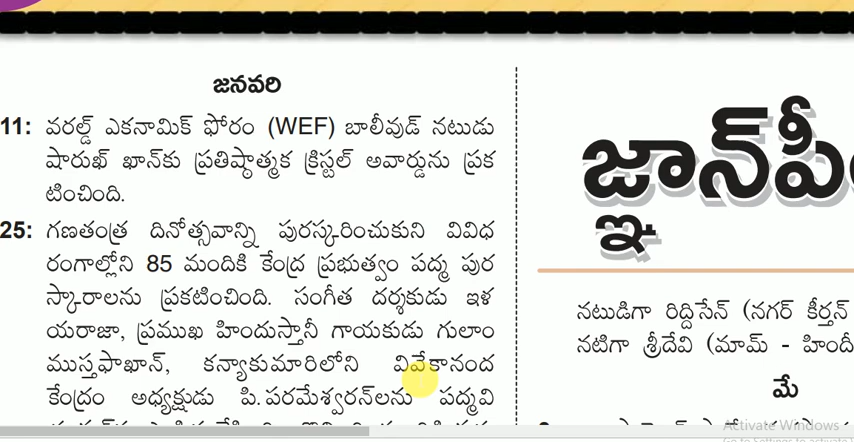 జనవరి
11: వరల్డ్ ఎకనామిక్ ఫోరం (WEF) బాలీవుడ్ నటుడు
షారుఖ్ ఖాన్‌కు ప్రతిష్ఠాత్మక క్రిస్టల్ అవార్డును ప్రక
టించింది.
25: గణతంత్ర దినోత్సవాన్ని పురస్కరించుకుని వివిధ
రంగాల్లోని 85 మందికి కేంద్ర ప్రభుత్వం పద్మ పుర
స్కారాలను ప్రకటించింది. సంగీత దర్శకుడు ఇళ
యరాజా, ప్రముఖ హిందుస్తానీ గాయకుడు గులాం
ముస్తఫాఖాన్, కన్యాకుమారిలోని వివేకానంద
కేంద్రం అధ్యక్షుడు పి.పరమేశ్వరన్‌లను పద్మవి
జ్ఞాన్‌పీ
నటుడిగా రిద్దిసేన్ (నగర్ కీర్తన్
నటిగా శ్రీదేవి (మామ్ - హిందీ
మే
Activate Windows